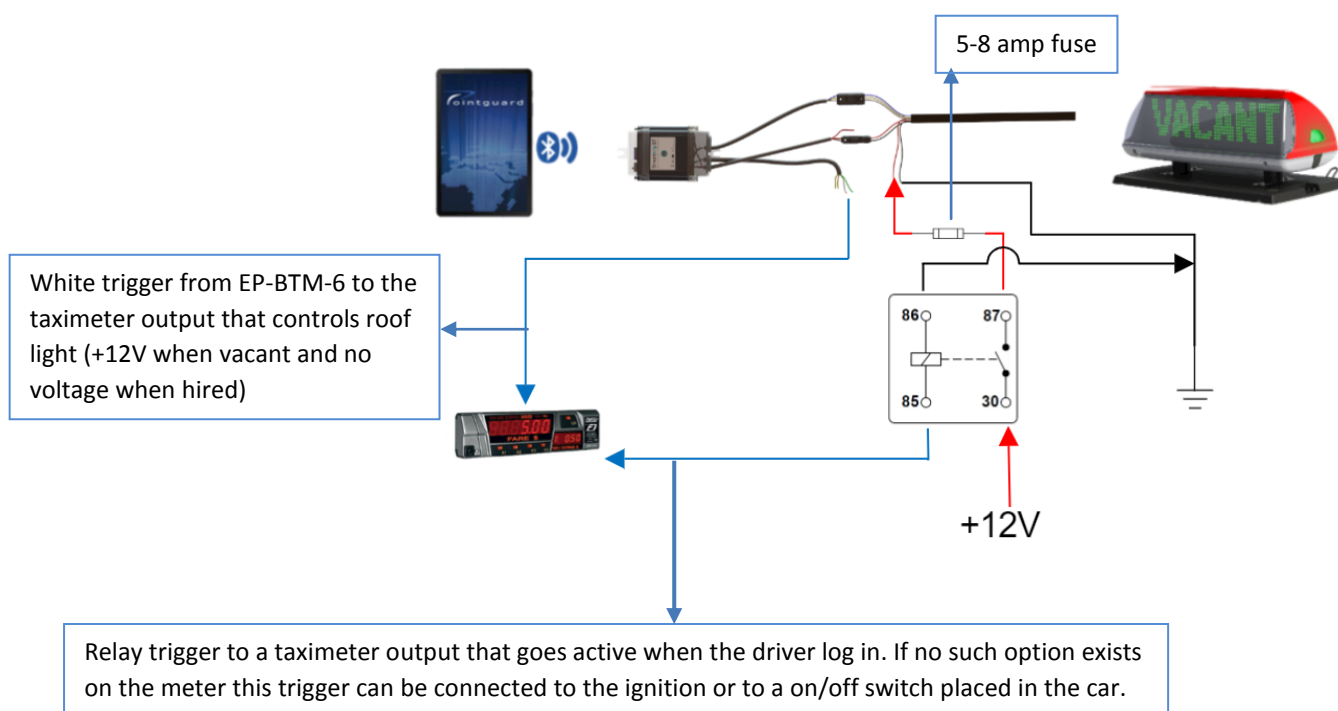 5-8 amp fuse
Pointguard
VACANT
White trigger from EP-BTM-6 to the
taximeter output that controls roof
light (+12V when vacant and no
voltage when hired)
86
87
85
30
5.00
FARE 5
+12V
Relay trigger to a taximeter output that goes active when the driver log in. If no such option exists
on the meter this trigger can be connected to the ignition or to a on/off switch placed in the car.